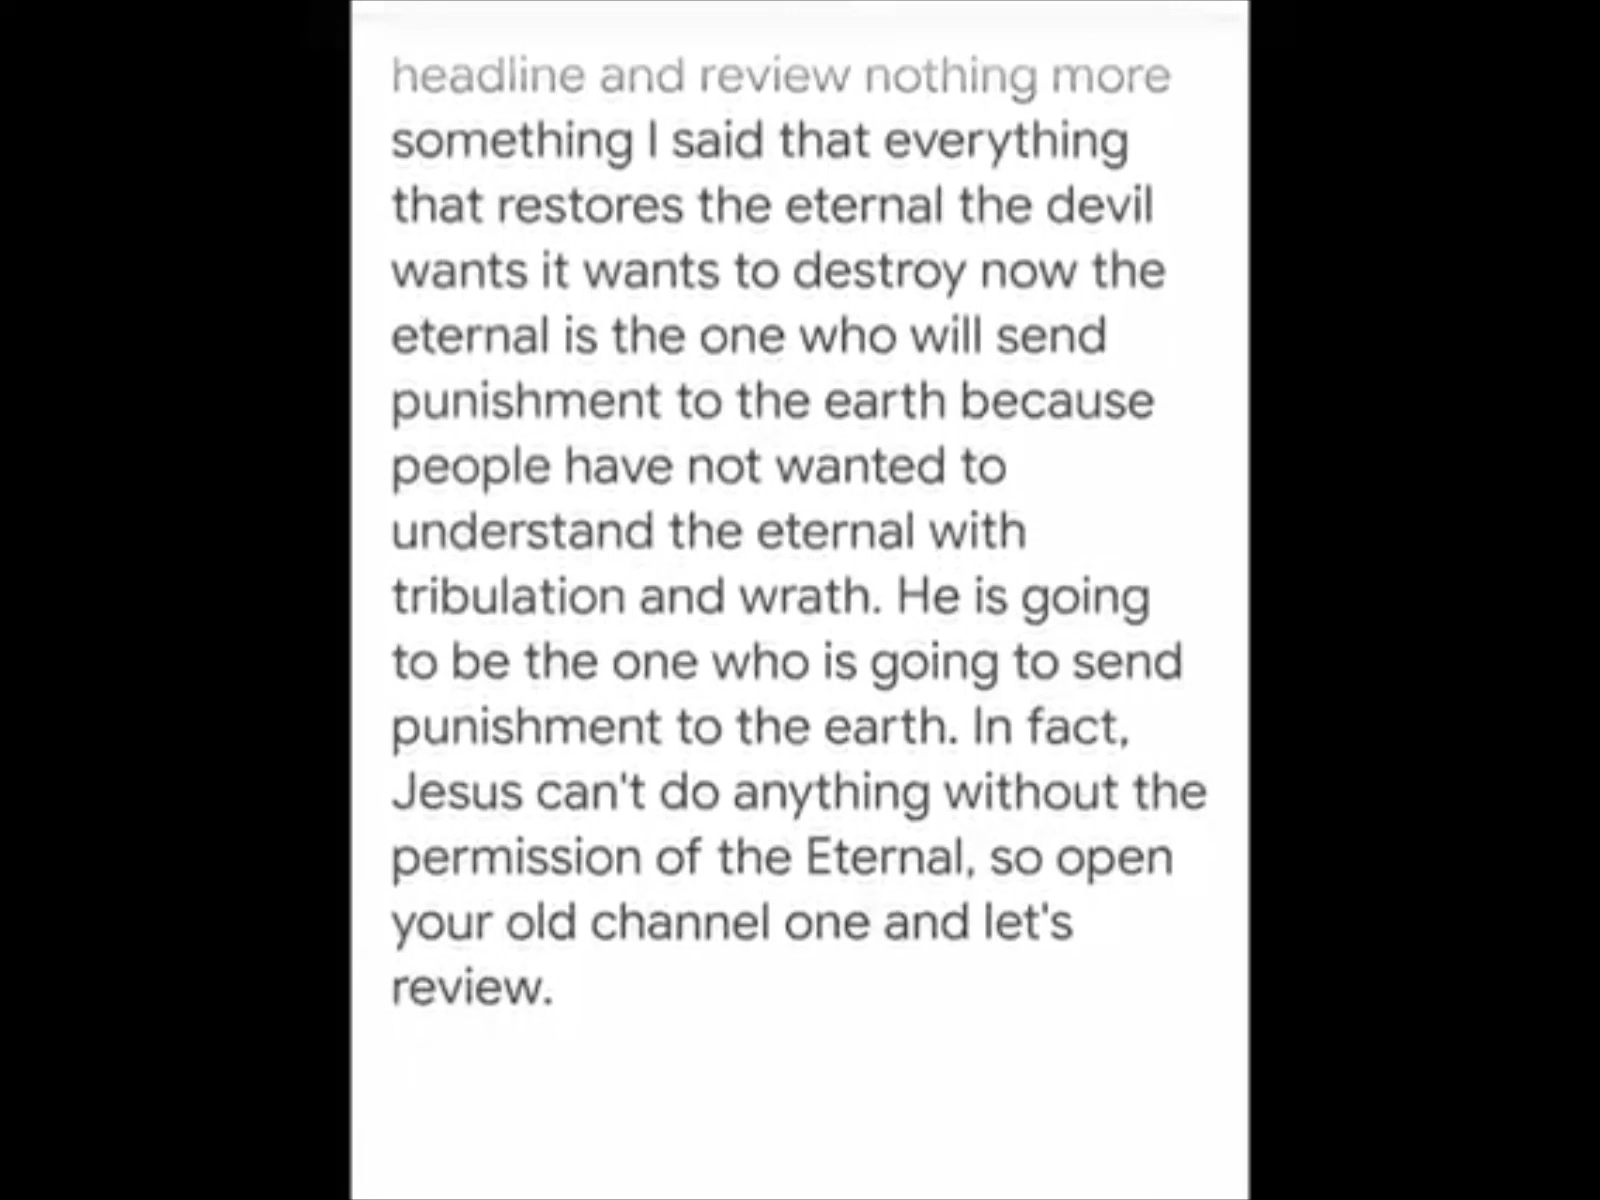 headline and review nothing more
something I said that everything
that restores the eternal the devil
wants it wants to destroy now the
eternal is the one who will send
punishment to the earth because
people have not wanted to
understand the eternal with
tribulation and wrath. He is going
to be the one who is going to send
punishment to the earth. In fact,
Jesus can't do anything without the
permission of the Eternal, so open
your old channel one and let's
review.